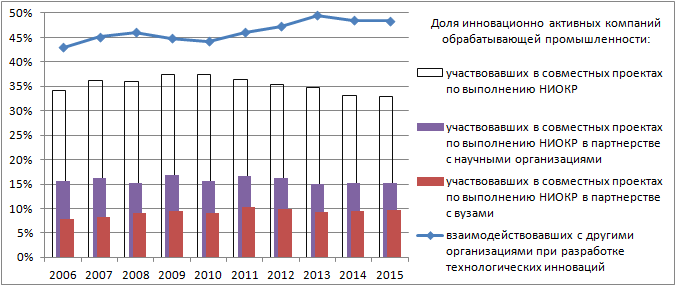 50%
45%
40%
35%
30%
25%
20%
15%
10%
5%
0%
2006 2007 2008 2009 2010 2011 2012 2013 2014 2015
Доля инновационно активных компаний
обрабатывающей промышленности:
участвовавших в совместных проектах
по выполнению НИОКР
участвовавших в совместных проектах
по выполнению НИОКР в партнерстве
с научными организациями
участвовавших в совместных проектах
по выполнению НИОКР в партнерстве
с вузами
взаимодействовавших с другими
организациями при разработке
технологических инноваций